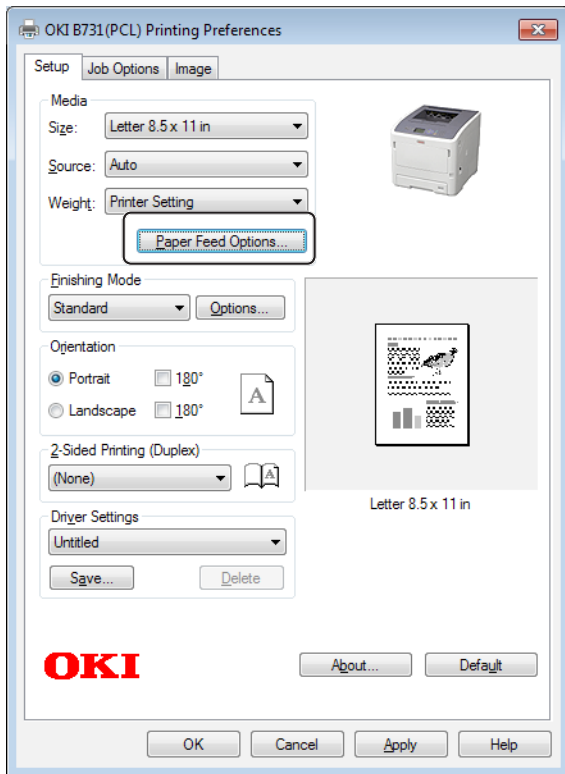 OKI B731(PCL) Printing Preferences
Setup Job Options Image
Media
Size: Letter 8.5 x 11 in
Source: Auto
Weight: Printer Setting
Paper Feed Options...
Finishing Mode
Standard Options...
Orientation
Portrait 180°
Landscape 180°
A
2-Sided Printing (Duplex)
(None) A
Letter 8.5 x 11 in
Driver Settings
Untitled
Save... Delete
OKI About... Default
OK Cancel Apply Help